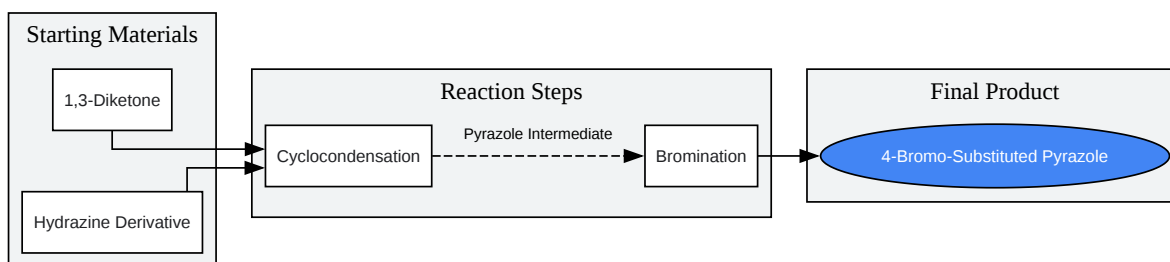 Starting Materials
1,3-Diketone
Hydrazine Derivative
Reaction Steps
Cyclocondensation
Pyrazole Intermediate
Bromination
Final Product
4-Bromo-Substituted Pyrazole